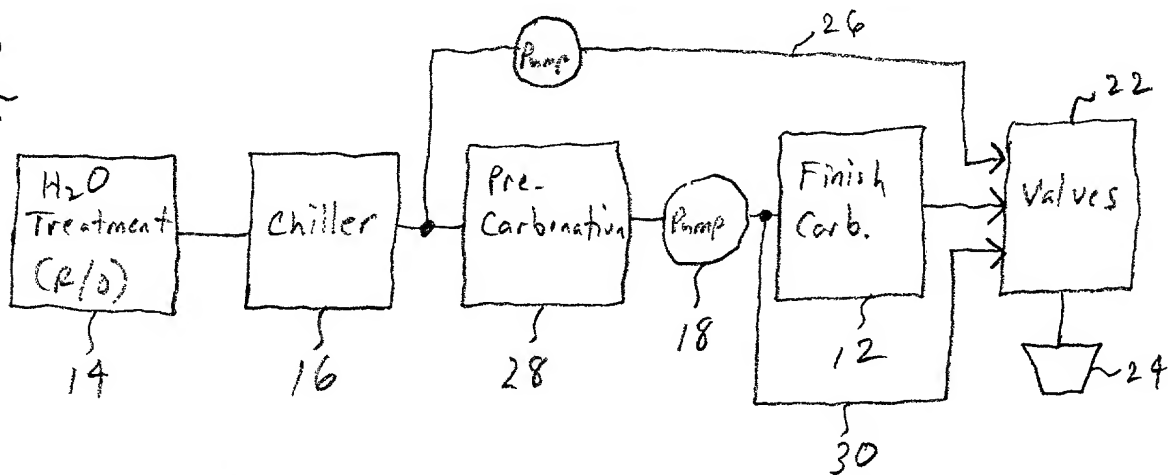 Pump
26
22
H₂O
Treatment
(R/O)
Chiller
Pre-
Carbonation
Pump
Finish
Carb.
Valves
14
16
28
18
12
24
30